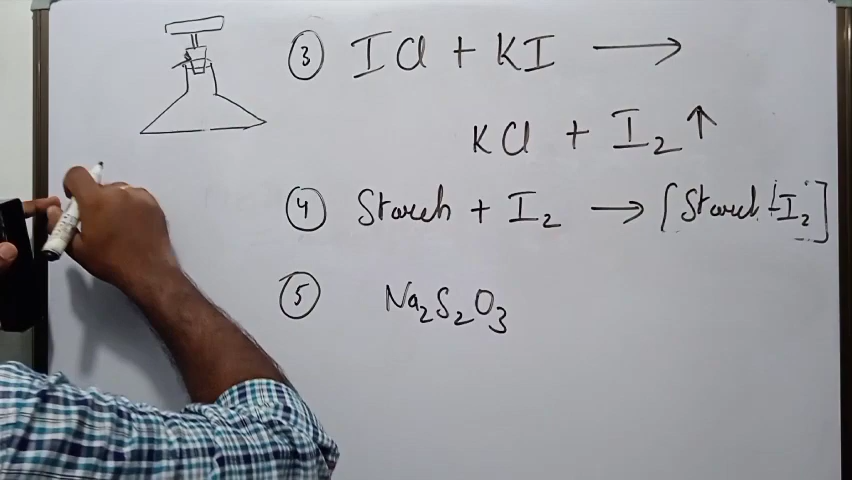 ③ ICl + KI ⟶
KCl + I₂ ↑
④ Starch + I₂ ⟶ [Starch-I₂]
⑤ Na₂S₂O₃